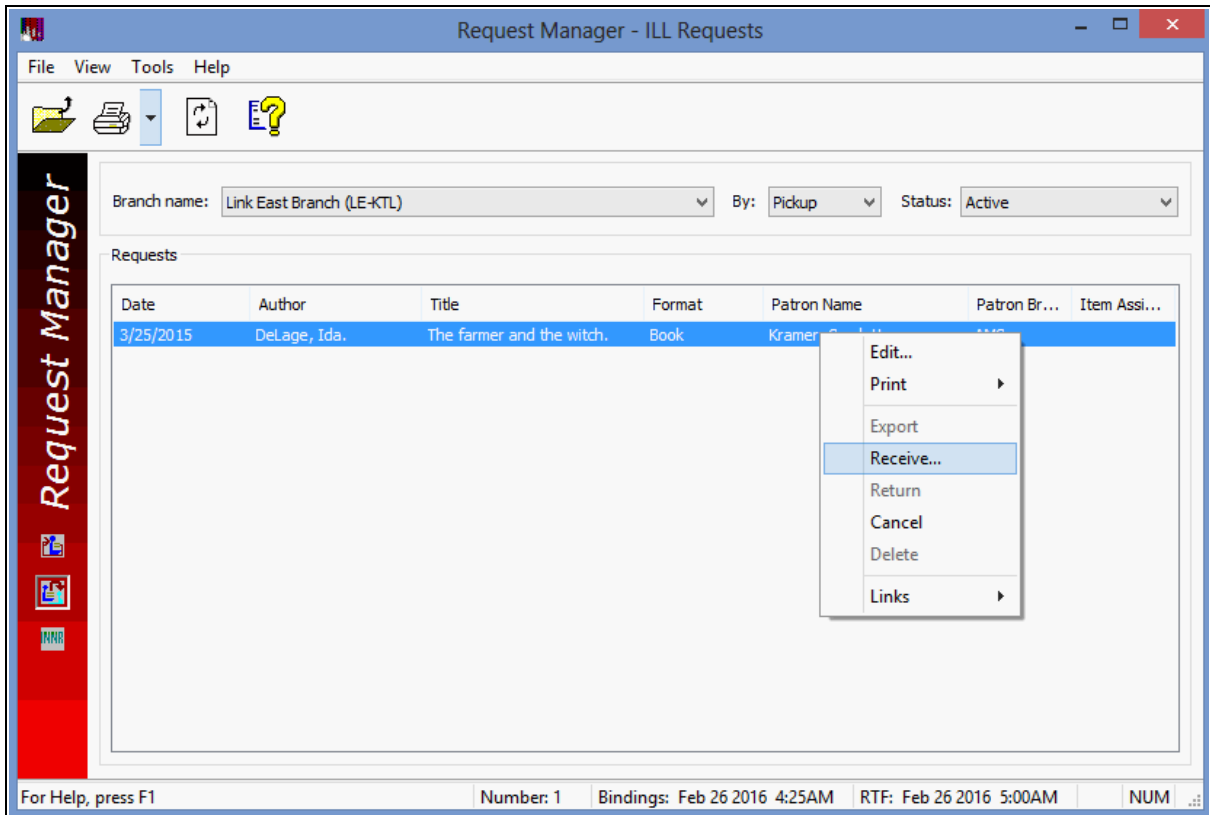 Request Manager - ILL Requests
File View Tools Help
Request Manager
Branch name: Link East Branch (LE-KTL) By: Pickup Status: Active
Requests
Date Author Title Format Patron Name Patron Br... Item Assi...
3/25/2015 DeLage, Ida. The farmer and the witch. Book Kramer
Edit...
Print
Export
Receive...
Return
Cancel
Delete
Links
INNR
For Help, press F1 Number: 1 Bindings: Feb 26 2016 4:25AM RTF: Feb 26 2016 5:00AM NUM